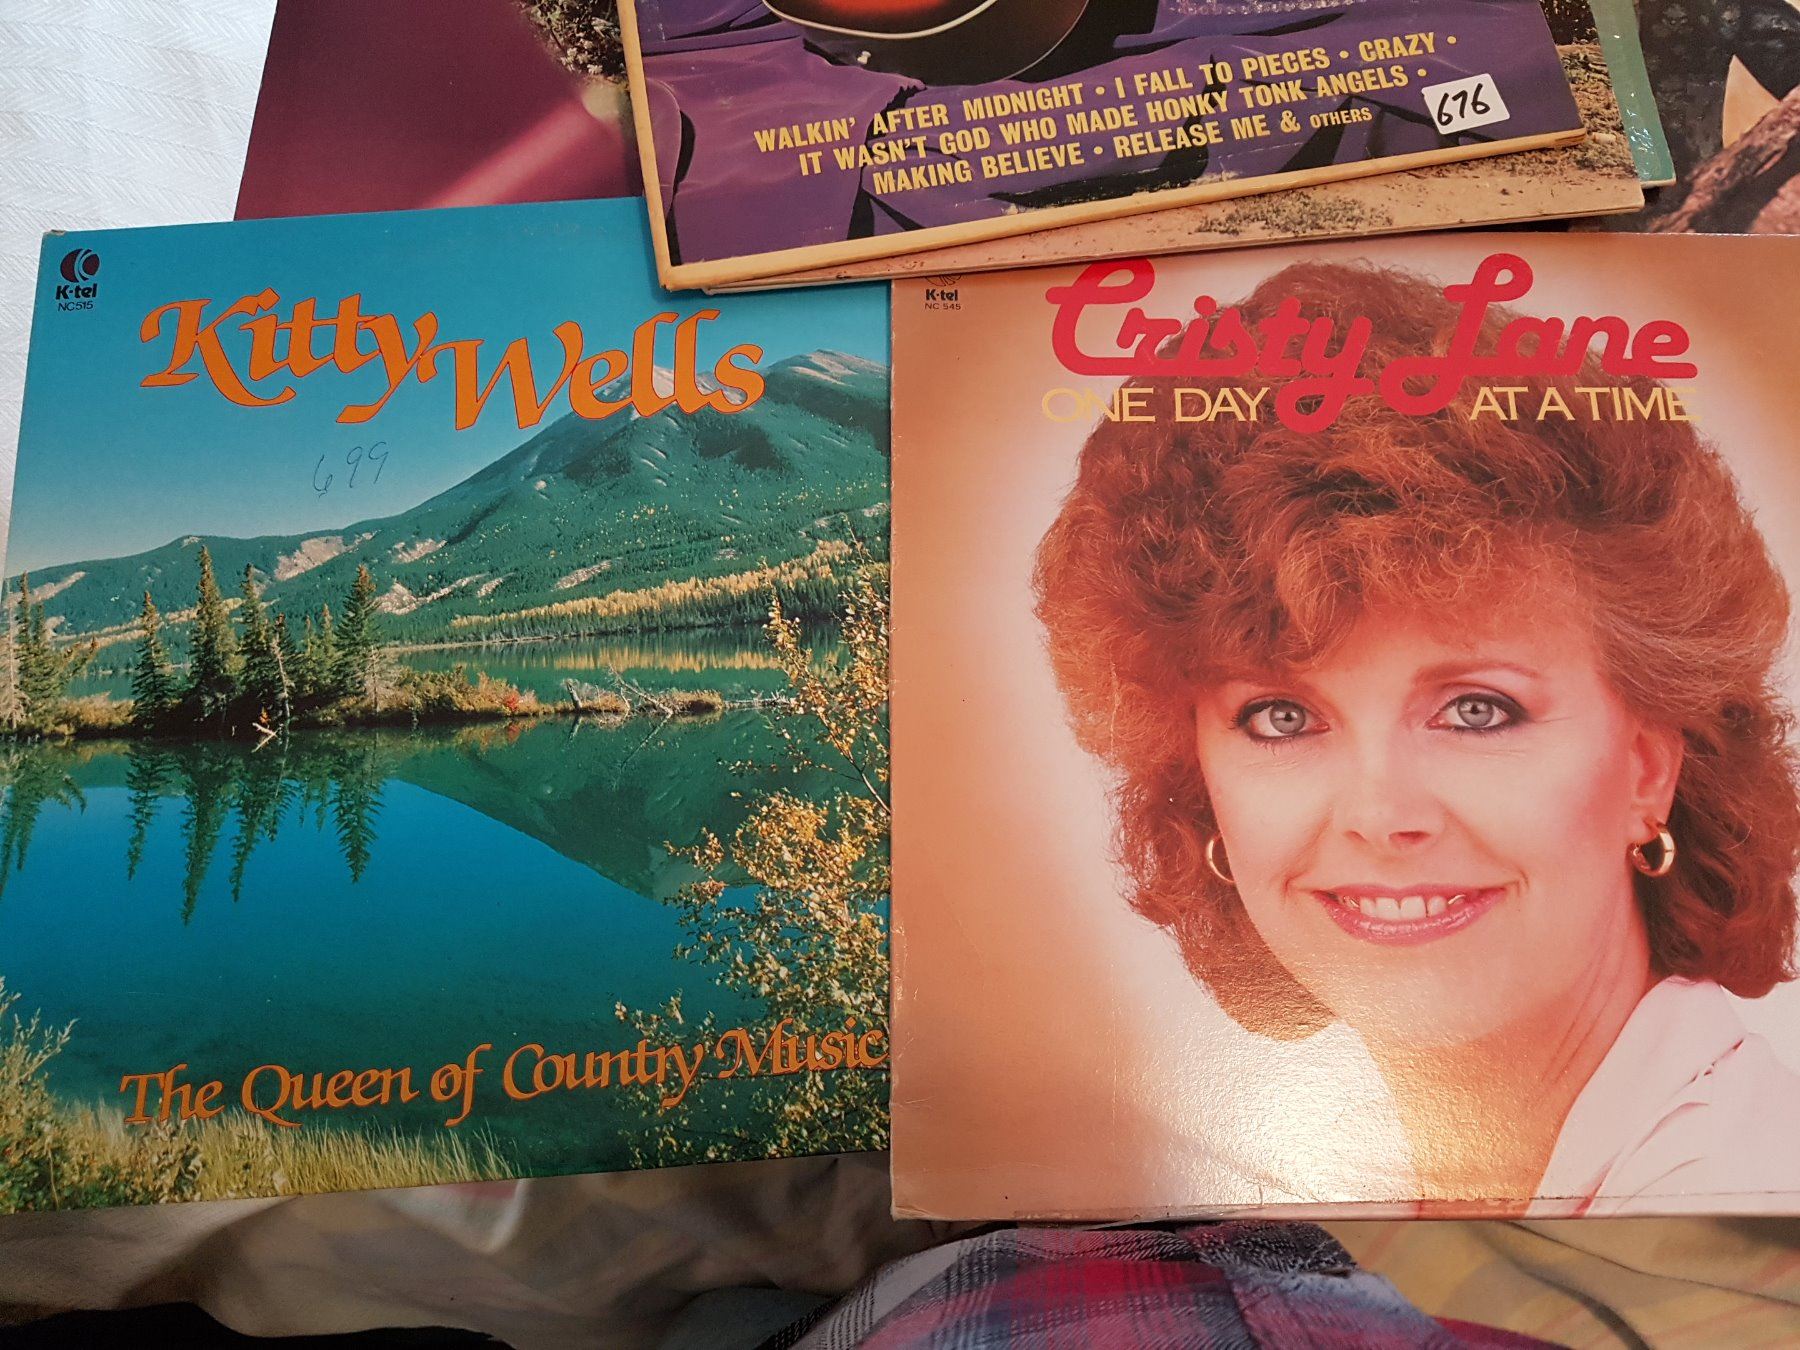 WALKIN' AFTER MIDNIGHT • I FALL TO PIECES • CRAZY •
IT WASN'T GOD WHO MADE HONKY TONK ANGELS •
MAKING BELIEVE • RELEASE ME & OTHERS
676
K-tel
NC 515
Kitty Wells
699
The Queen of Country Music
K-tel
NC 545
Cristy Lane
ONE DAY AT A TIME